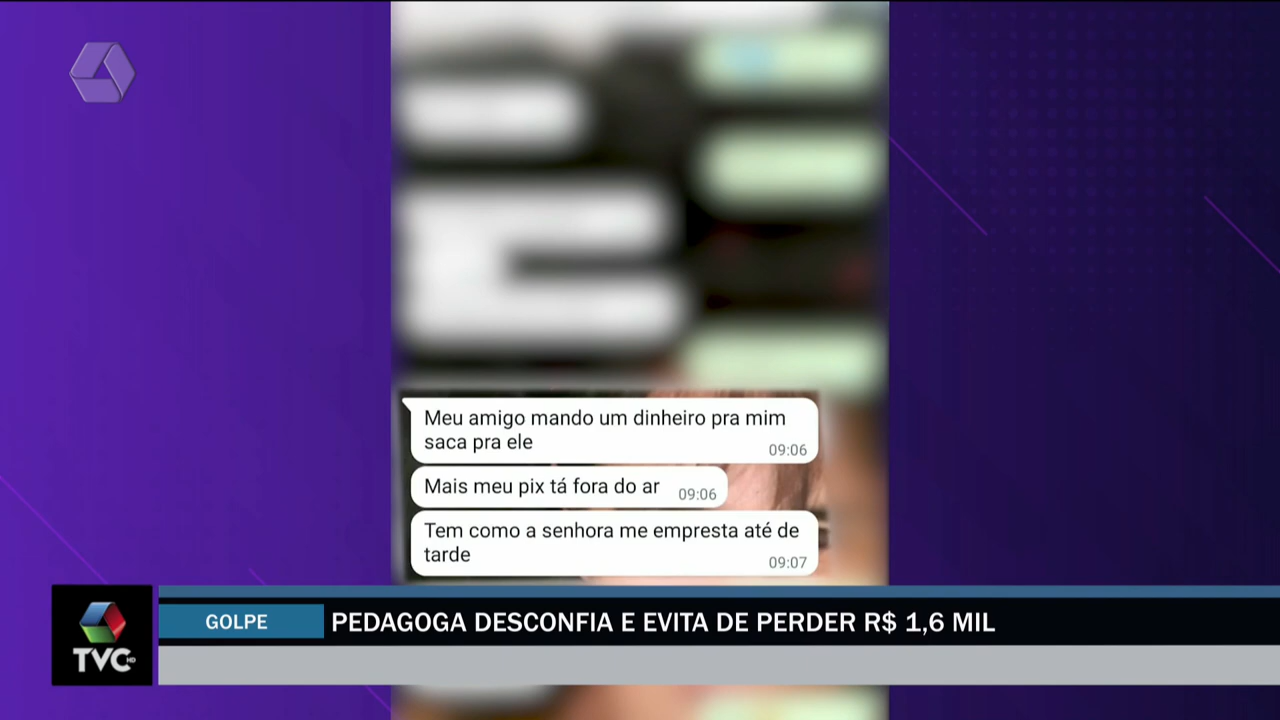 Meu amigo mando um dinheiro pra mim
saca pra ele
09:06
Mais meu pix tá fora do ar 09:06
Tem como a senhora me empresta até de
tarde
09:07
GOLPE
PEDAGOGA DESCONFIA E EVITA DE PERDER R$ 1,6 MIL
TVC HD